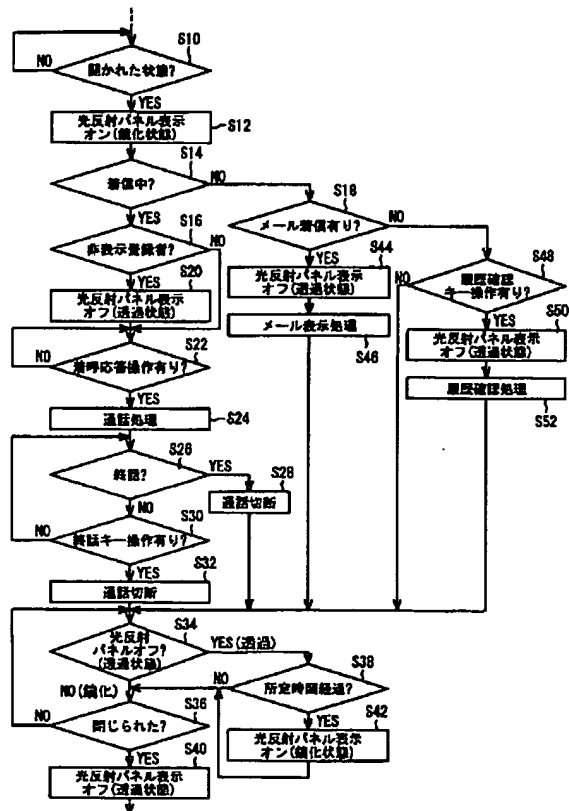 S10
NO
開かれた状態?
YES
光反射パネル表示
オン(鏡化状態)
S12
S14
着信中?
NO
YES
S16
非表示登録者?
NO
YES
S20
光反射パネル表示
オフ(透過状態)
S22
NO
着呼応答操作有り?
YES
通話処理
S24
S26
終話?
YES
NO
S28
通話切断
S30
NO
終話キー操作有り?
YES
S32
通話切断
S18
メール着信有り?
NO
YES
S44
光反射パネル表示
オフ(透過状態)
メール表示処理
S46
S48
NO
履歴確認
キー操作有り?
YES
S50
光反射パネル表示
オフ(透過状態)
履歴確認処理
S52
S34
光反射
パネルオフ?
(透過状態)
YES(透過)
NO(鏡化)
S38
NO
所定時間経過?
YES
S42
光反射パネル表示
オン(鏡化状態)
S36
NO
閉じられた?
YES
S40
光反射パネル表示
オフ(透過状態)